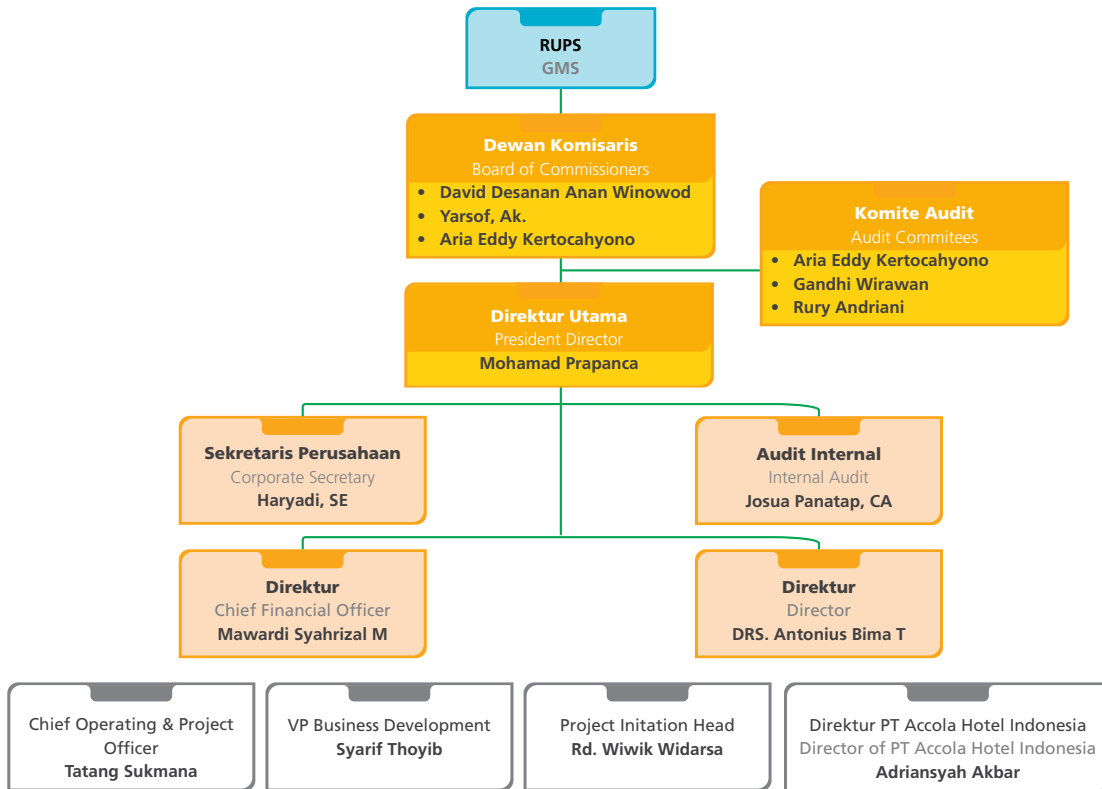 RUPS
GMS
Dewan Komisaris
Board of Commissioners
• David Desanan Anan Winowod
• Yarsof, Ak.
• Aria Eddy Kertocahyono
Komite Audit
Audit Commitees
• Aria Eddy Kertocahyono
• Gandhi Wirawan
• Rury Andriani
Direktur Utama
President Director
Mohamad Prapanca
Sekretaris Perusahaan
Corporate Secretary
Haryadi, SE
Audit Internal
Internal Audit
Josua Panatap, CA
Direktur
Chief Financial Officer
Mawardi Syahrizal M
Direktur
Director
DRS. Antonius Bima T
Chief Operating & Project
Officer
Tatang Sukmana
VP Business Development
Syarif Thoyib
Project Initation Head
Rd. Wiwik Widarsa
Direktur PT Accola Hotel Indonesia
Director of PT Accola Hotel Indonesia
Adriansyah Akbar